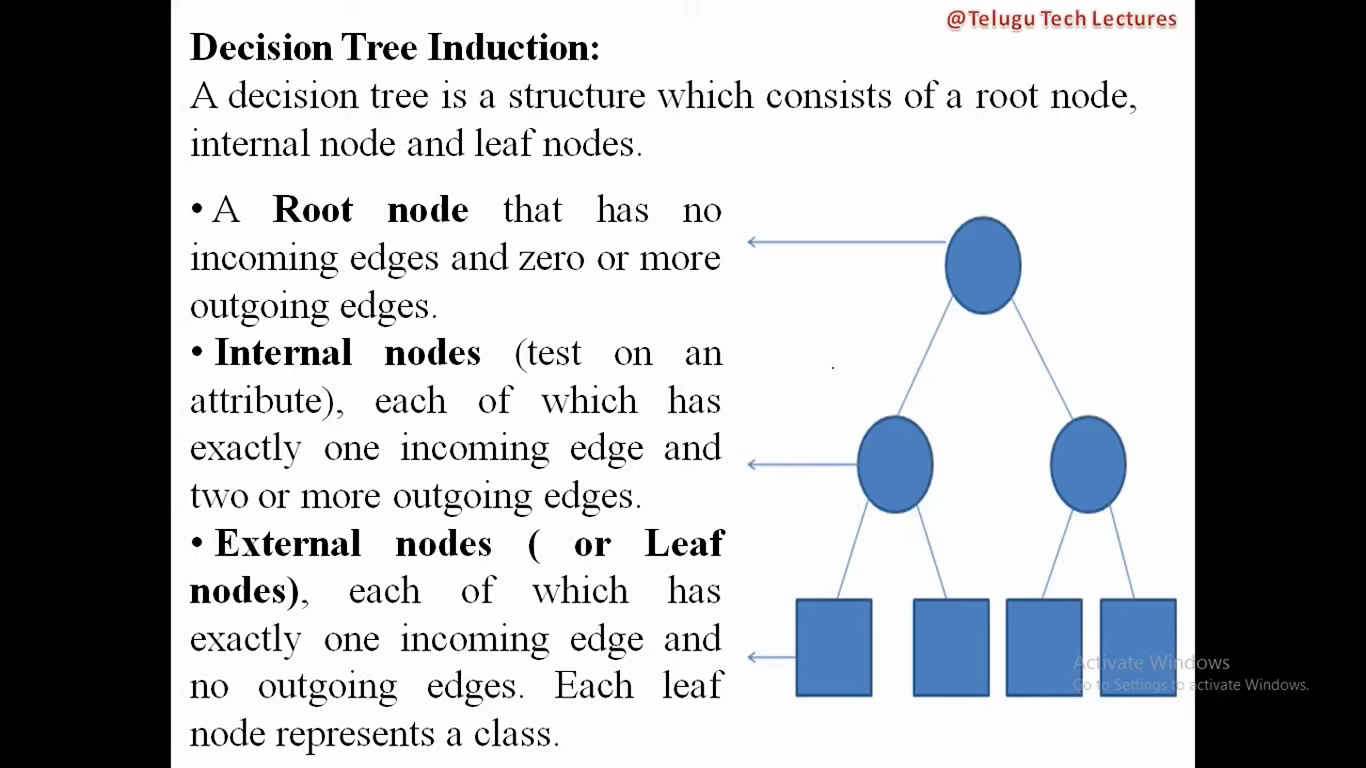 @Telugu Tech Lectures
Decision Tree Induction:
A decision tree is a structure which consists of a root node,
internal node and leaf nodes.
• A Root node that has no
incoming edges and zero or more
outgoing edges.
• Internal nodes (test on an
attribute), each of which has
exactly one incoming edge and
two or more outgoing edges.
• External nodes ( or Leaf
nodes), each of which has
exactly one incoming edge and
no outgoing edges. Each leaf
node represents a class.
Activate Windows
Go to Settings to activate Windows.